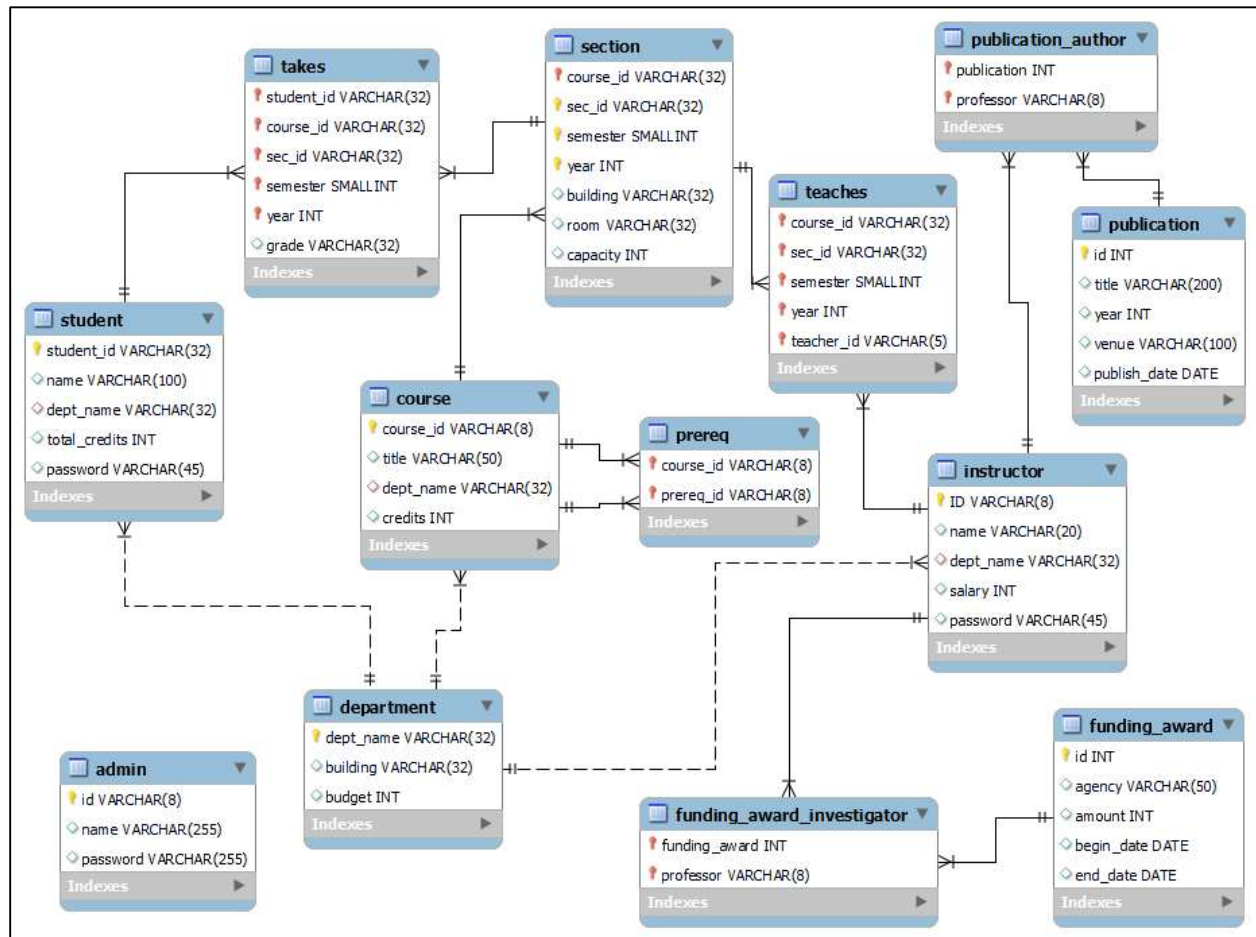 takes
student_id VARCHAR(32)
course_id VARCHAR(32)
sec_id VARCHAR(32)
semester SMALLINT
year INT
grade VARCHAR(32)
Indexes
section
course_id VARCHAR(32)
sec_id VARCHAR(32)
semester SMALLINT
year INT
building VARCHAR(32)
room VARCHAR(32)
capacity INT
Indexes
publication_author
publication INT
professor VARCHAR(8)
Indexes
teaches
course_id VARCHAR(32)
sec_id VARCHAR(32)
semester SMALLINT
year INT
teacher_id VARCHAR(5)
Indexes
publication
id INT
title VARCHAR(200)
year INT
venue VARCHAR(100)
publish_date DATE
Indexes
student
student_id VARCHAR(32)
name VARCHAR(100)
dept_name VARCHAR(32)
total_credits INT
password VARCHAR(45)
Indexes
course
course_id VARCHAR(8)
title VARCHAR(50)
dept_name VARCHAR(32)
credits INT
Indexes
prereq
course_id VARCHAR(8)
prereq_id VARCHAR(8)
Indexes
instructor
ID VARCHAR(8)
name VARCHAR(20)
dept_name VARCHAR(32)
salary INT
password VARCHAR(45)
Indexes
department
dept_name VARCHAR(32)
building VARCHAR(32)
budget INT
Indexes
admin
id VARCHAR(8)
name VARCHAR(255)
password VARCHAR(255)
Indexes
funding_award_investigator
funding_award INT
professor VARCHAR(8)
Indexes
funding_award
id INT
agency VARCHAR(50)
amount INT
begin_date DATE
end_date DATE
Indexes